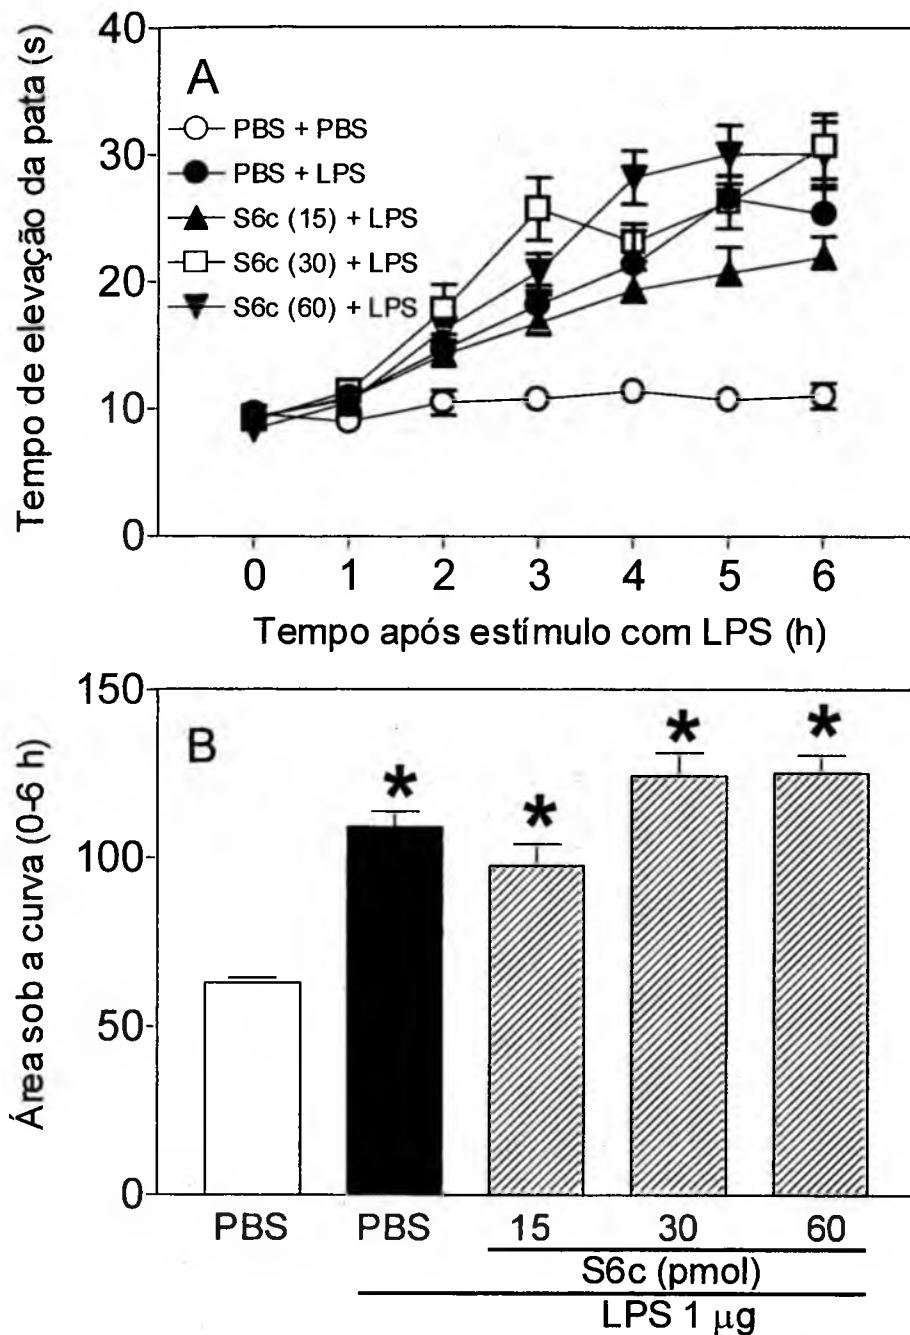 Tempo de elevação da pata (s)
40
30
20
10
0
A
PBS + PBS
PBS + LPS
S6c (15) + LPS
S6c (30) + LPS
S6c (60) + LPS
0 1 2 3 4 5 6
Tempo após estímulo com LPS (h)
Área sob a curva (0-6 h)
150
100
50
0
B
* * * *
PBS PBS 15 30 60
S6c (pmol)
LPS 1 μg